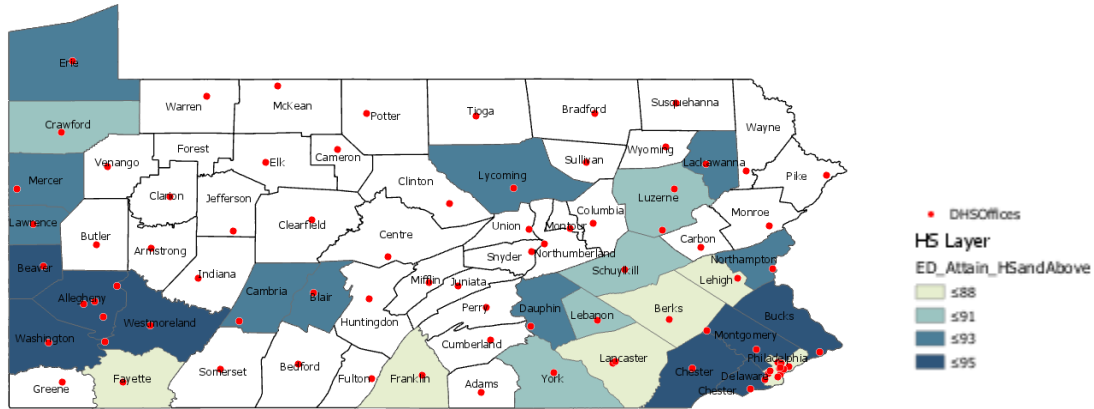 Erie
Warren
McKean
Potter
Tioga
Bradford
Susquehanna
Crawford
Wayne
Venango
Forest
Elk
Cameron
Sullivan
Wyoming
Lackawanna
Mercer
Clarion
Jefferson
Clinton
Lycoming
Luzerne
Pike
Lawrence
Butler
Clearfield
Centre
Union
Montour
Columbia
Monroe
Armstrong
Snyder
Northumberland
Carbon
Beaver
Indiana
Mifflin
Juniata
Schuylkill
Northampton
Lehigh
Allegheny
Cambria
Blair
Huntingdon
Perry
Dauphin
Lebanon
Berks
Bucks
Washington
Westmoreland
Cumberland
Montgomery
Philadelphia
Greene
Fayette
Somerset
Bedford
Fulton
Franklin
Adams
York
Lancaster
Chester
Delaware
Chester
DHSOffices
HS Layer
ED_Attain_HSandAbove
≤88
≤91
≤93
≤95